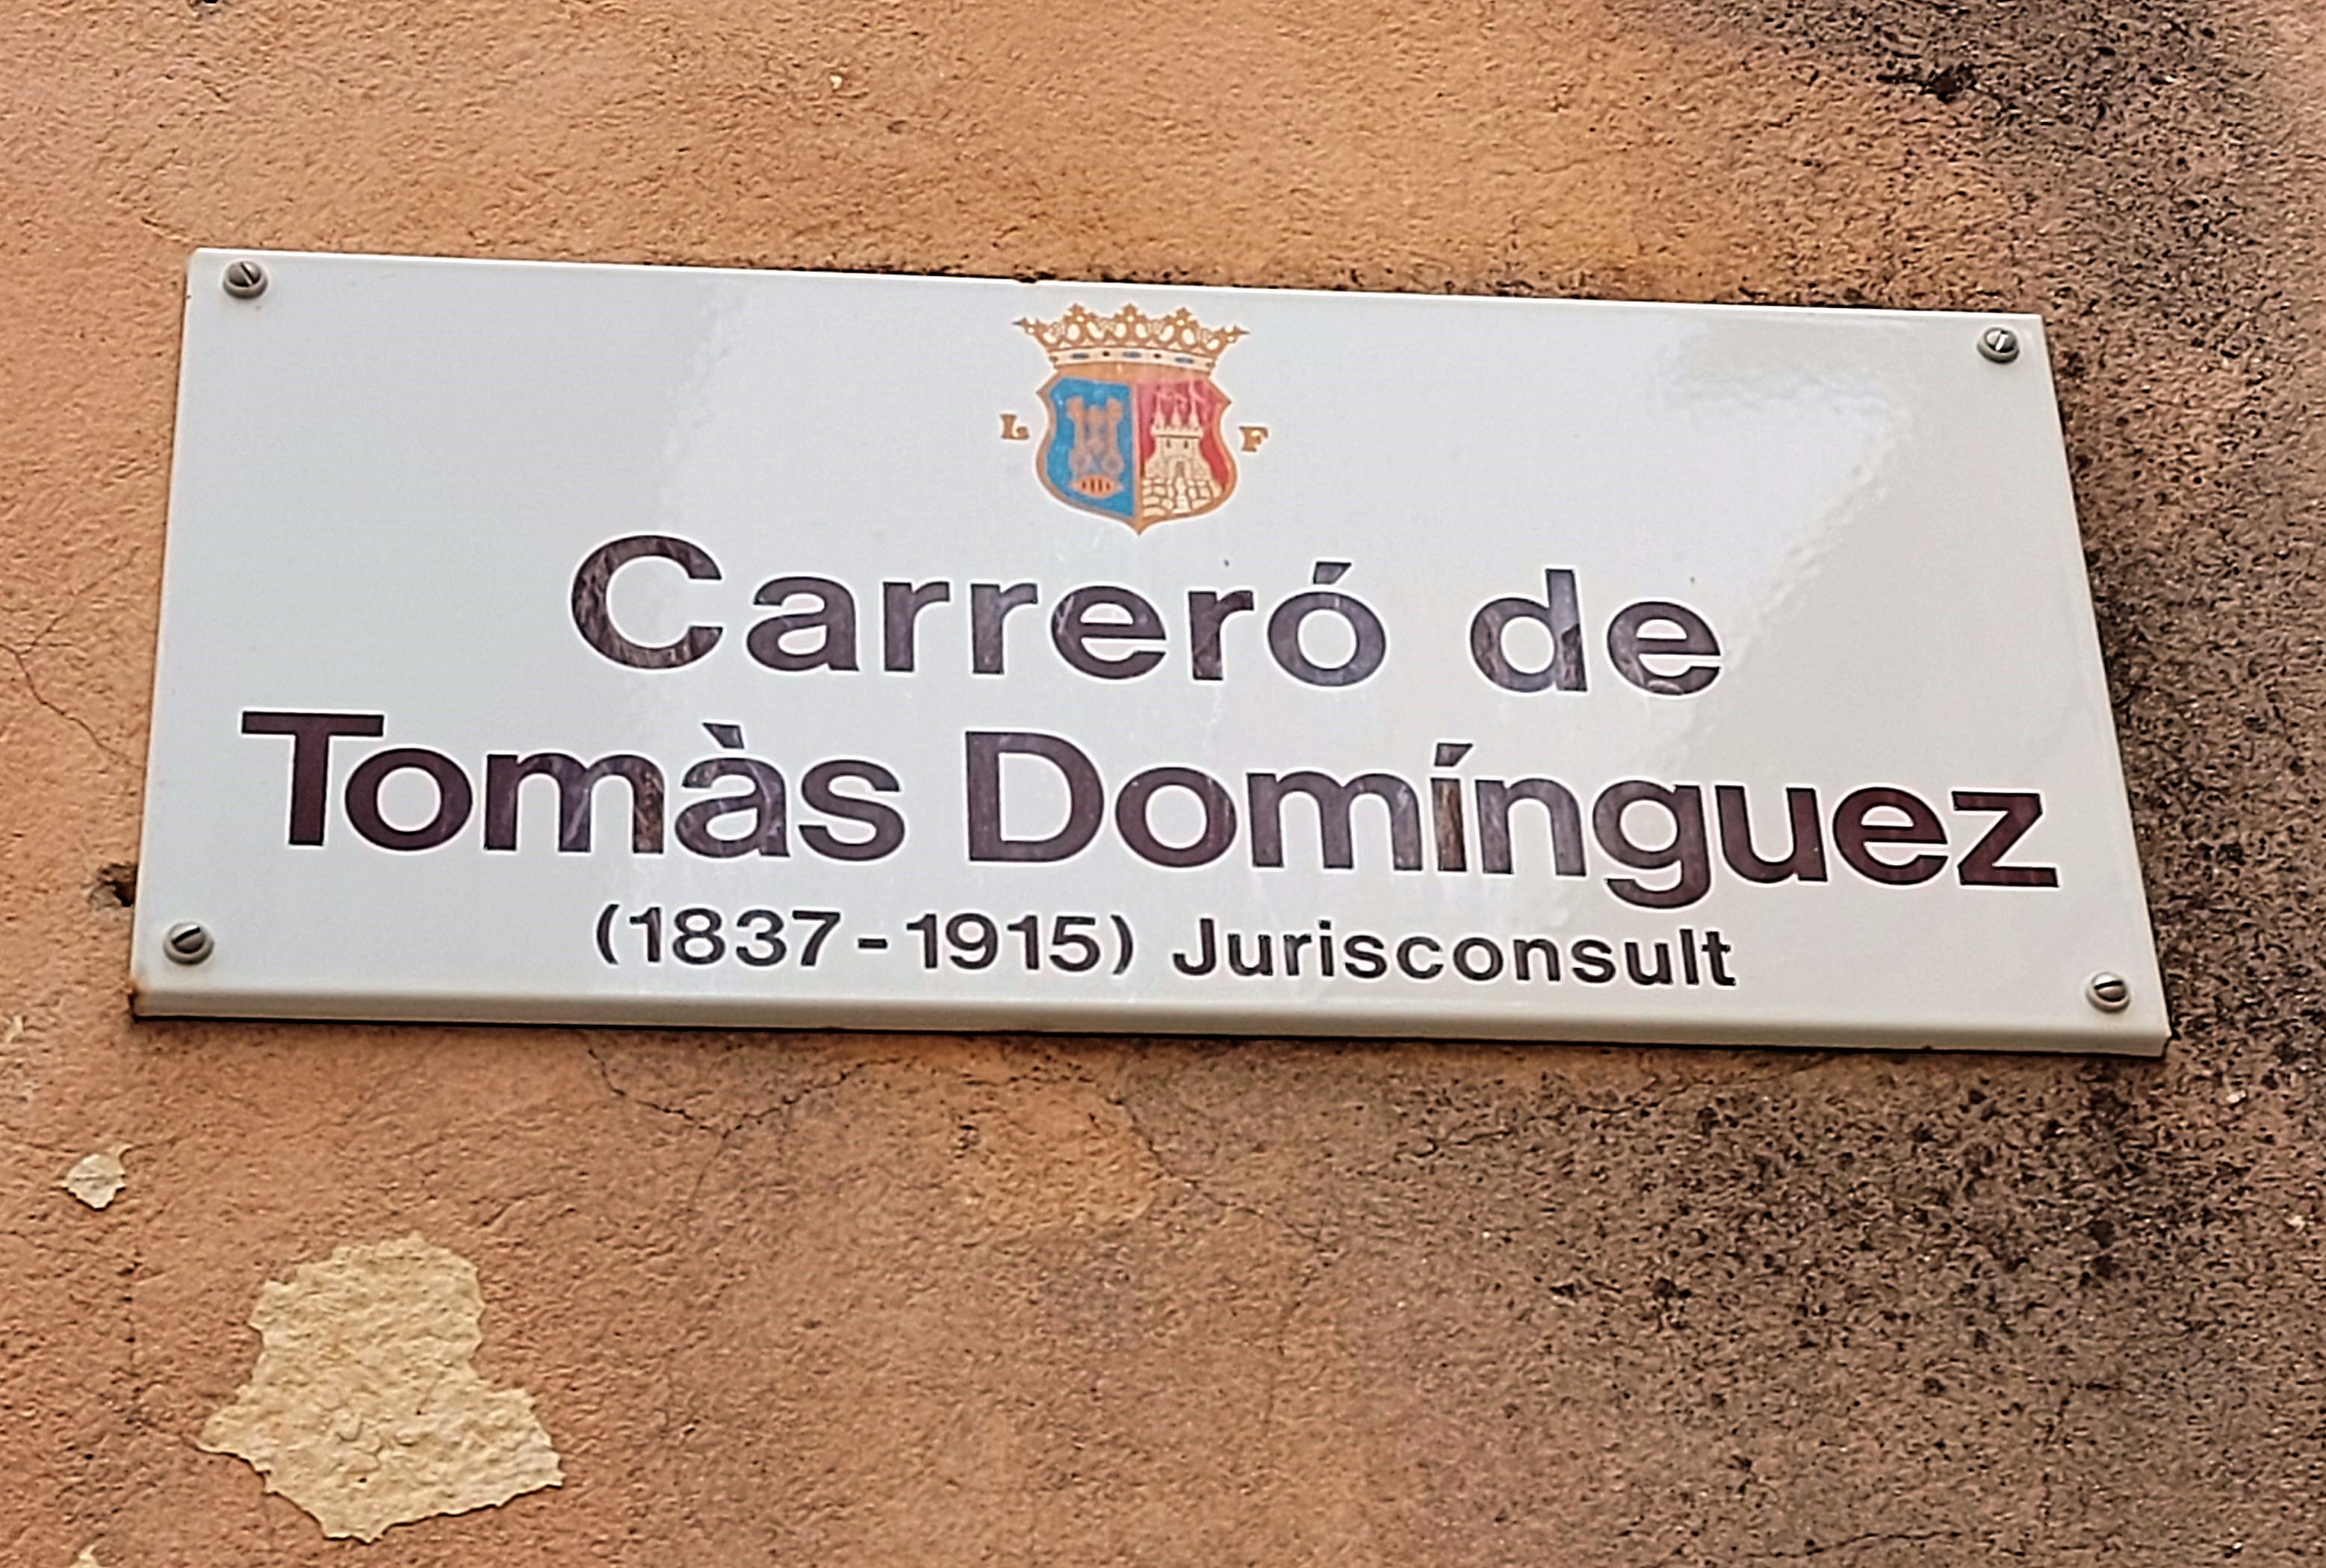 L F
Carreró de
Tomàs Domínguez
(1837-1915) Jurisconsult